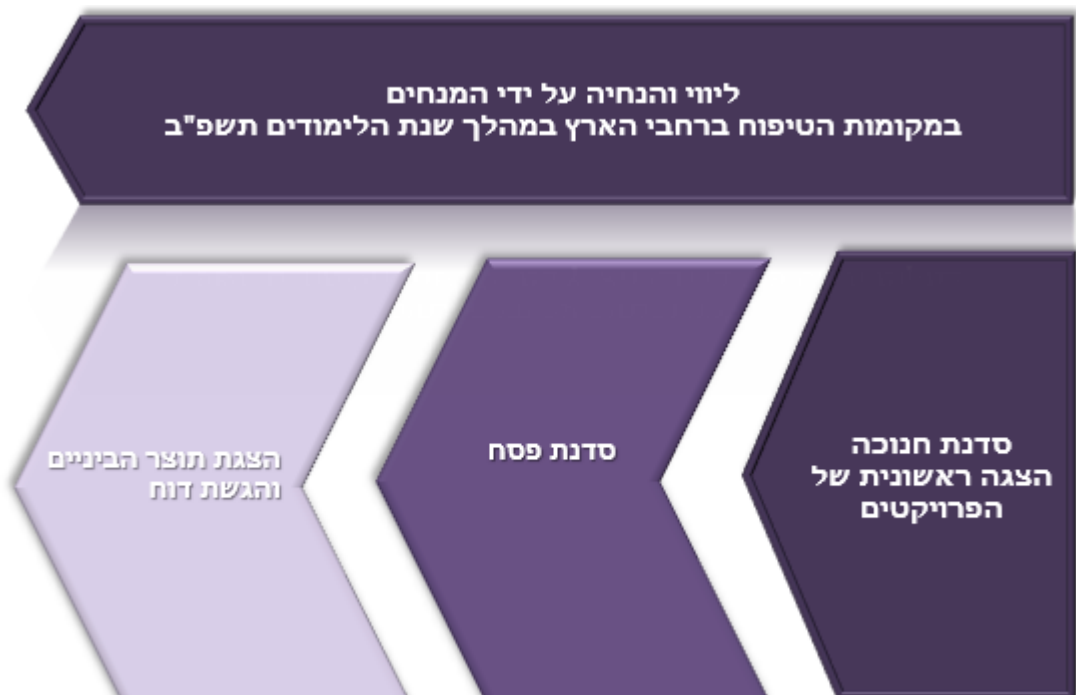 ליווי והנחיה על ידי המנחים
במקומות הטיפוח ברחבי הארץ במהלך שנת הלימודים תשפ"ב
סדנת חנוכה
הצגה ראשונית של
הפרויקטים
סדנת פסח
הצגת תוצר הביניים
והגשת דוח